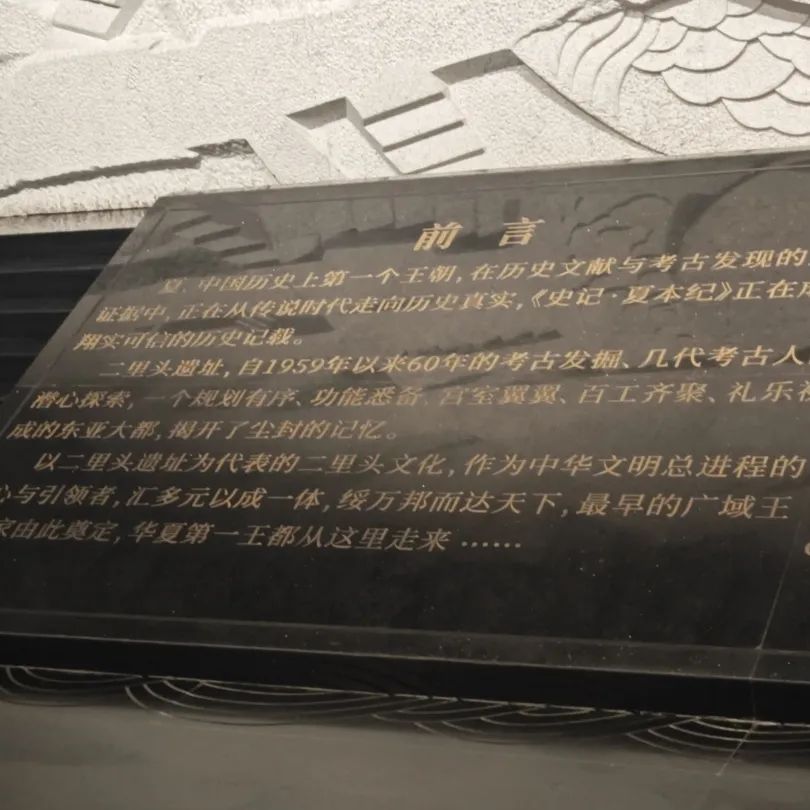 前言
夏,中国历史上第一个王朝,在历史文献与考古发现的
证据中,正在从传说时代走向历史真实,《史记·夏本纪》正在成
翔实可信的历史记载。
二里头遗址,自1959年以来60年的考古发掘、几代考古人
潜心探索,一个规划有序、功能悉备、宫室翼翼、百工齐聚、礼乐
成的东亚大都,揭开了尘封的记忆。
以二里头遗址为代表的二里头文化,作为中华文明总进程的
心与引领者,汇多元以成一体,绥万邦而达天下,最早的广域王
家由此奠定,华夏第一王都从这里走来……